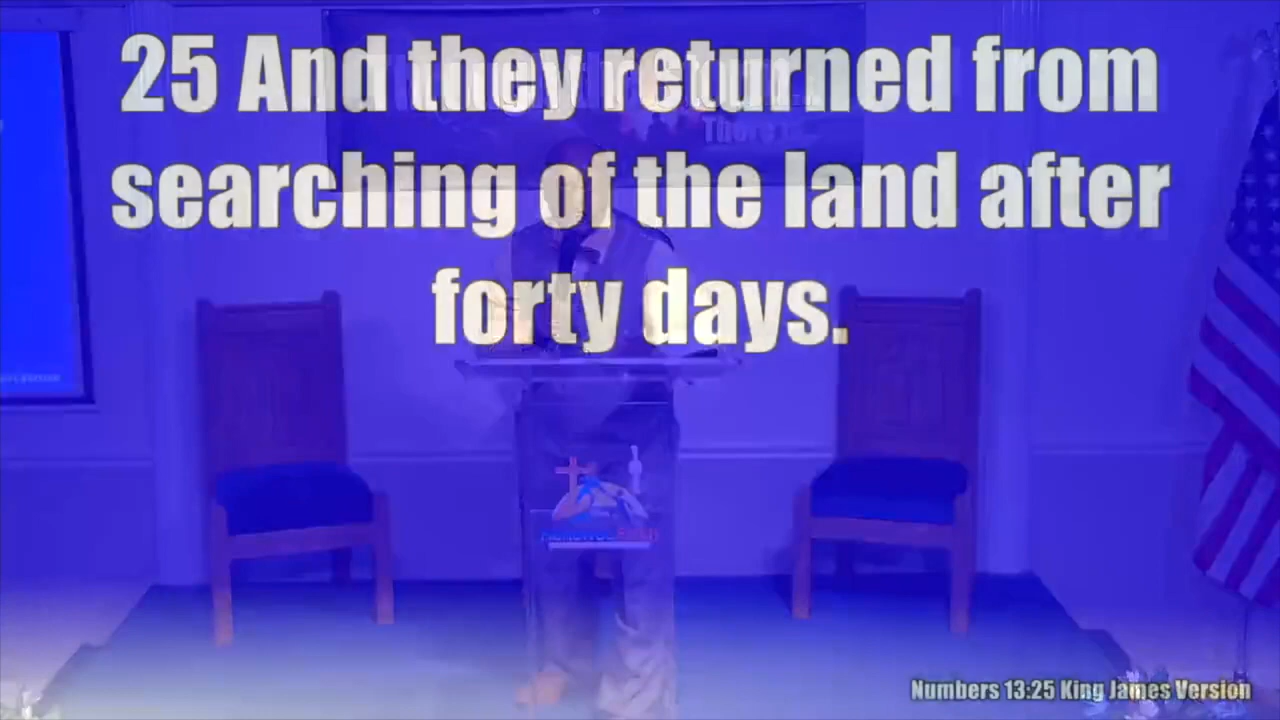 25 And they returned from
searching of the land after
forty days.
Numbers 13:25 King James Version